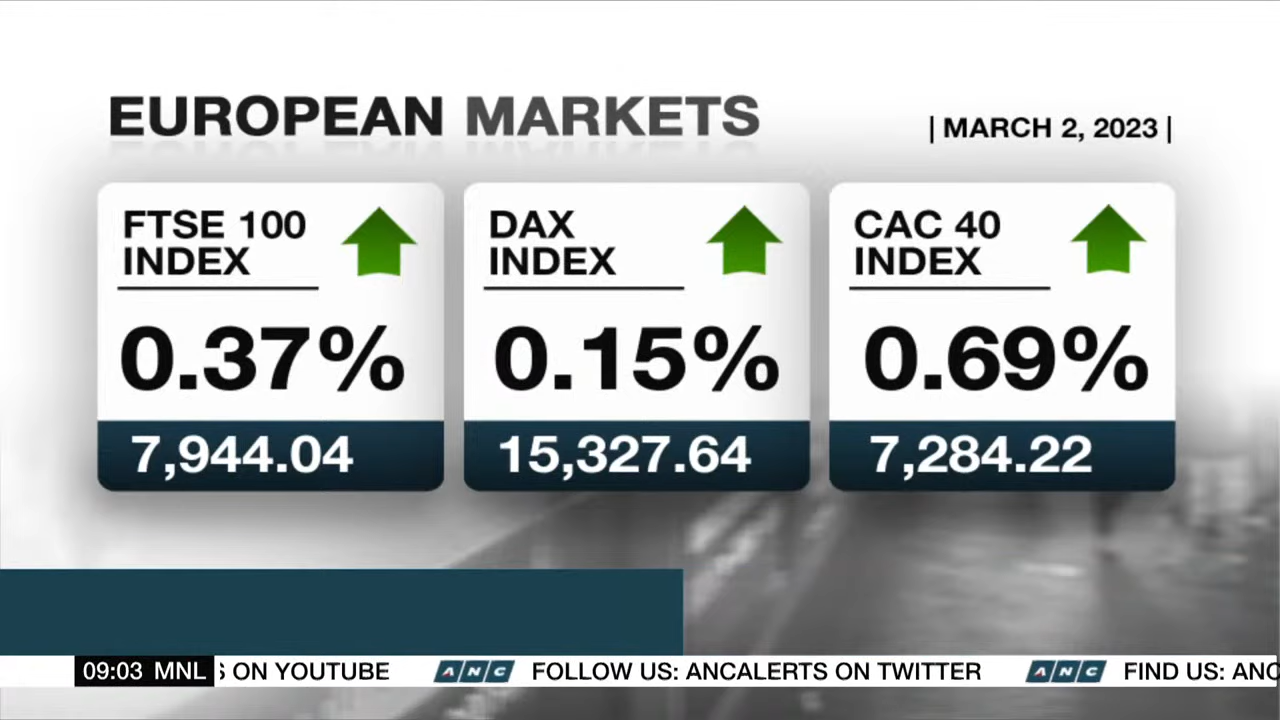 EUROPEAN MARKETS
| MARCH 2, 2023 |
FTSE 100
INDEX
0.37%
7,944.04
DAX
INDEX
0.15%
15,327.64
CAC 40
INDEX
0.69%
7,284.22
09:03 MNL S ON YOUTUBE ANC FOLLOW US: ANCALERTS ON TWITTER ANC FIND US: ANC